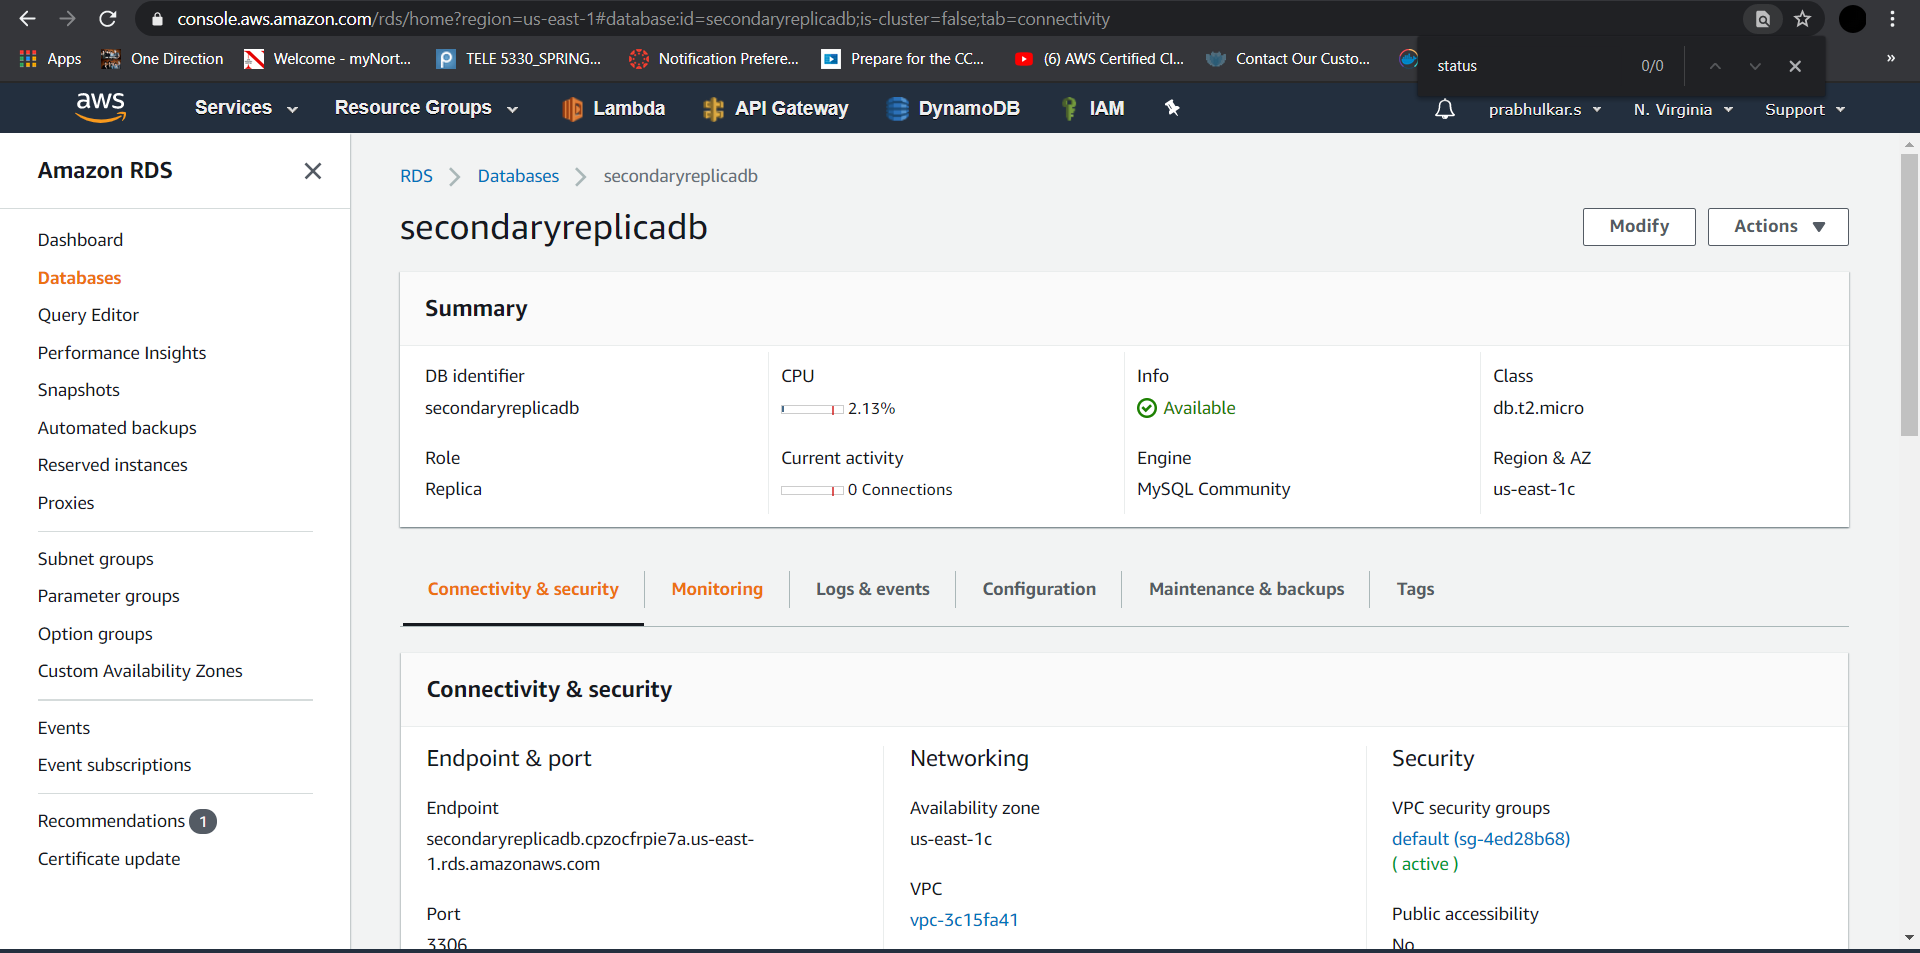 console.aws.amazon.com/rds/home?region=us-east-1#database:id=secondaryreplicadb;is-cluster=false;tab=connectivity
Apps One Direction Welcome - myNort... TELE 5330_SPRING... Notification Prefere... Prepare for the CC... (6) AWS Certified Cl... Contact Our Custo... »
status 0/0
aws Services Resource Groups Lambda API Gateway DynamoDB IAM prabhulkar.s N. Virginia Support
Amazon RDS
Dashboard
Databases
Query Editor
Performance Insights
Snapshots
Automated backups
Reserved instances
Proxies
Subnet groups
Parameter groups
Option groups
Custom Availability Zones
Events
Event subscriptions
Recommendations 1
Certificate update
RDS Databases secondaryreplicadb
secondaryreplicadb
Modify Actions
Summary
DB identifier
secondaryreplicadb
CPU
2.13%
Info
Available
Class
db.t2.micro
Role
Replica
Current activity
0 Connections
Engine
MySQL Community
Region & AZ
us-east-1c
Connectivity & security Monitoring Logs & events Configuration Maintenance & backups Tags
Connectivity & security
Endpoint & port
Endpoint
secondaryreplicadb.cpzocfrpie7a.us-east-
1.rds.amazonaws.com
Port
3306
Networking
Availability zone
us-east-1c
VPC
vpc-3c15fa41
Security
VPC security groups
default (sg-4ed28b68)
( active )
Public accessibility
No